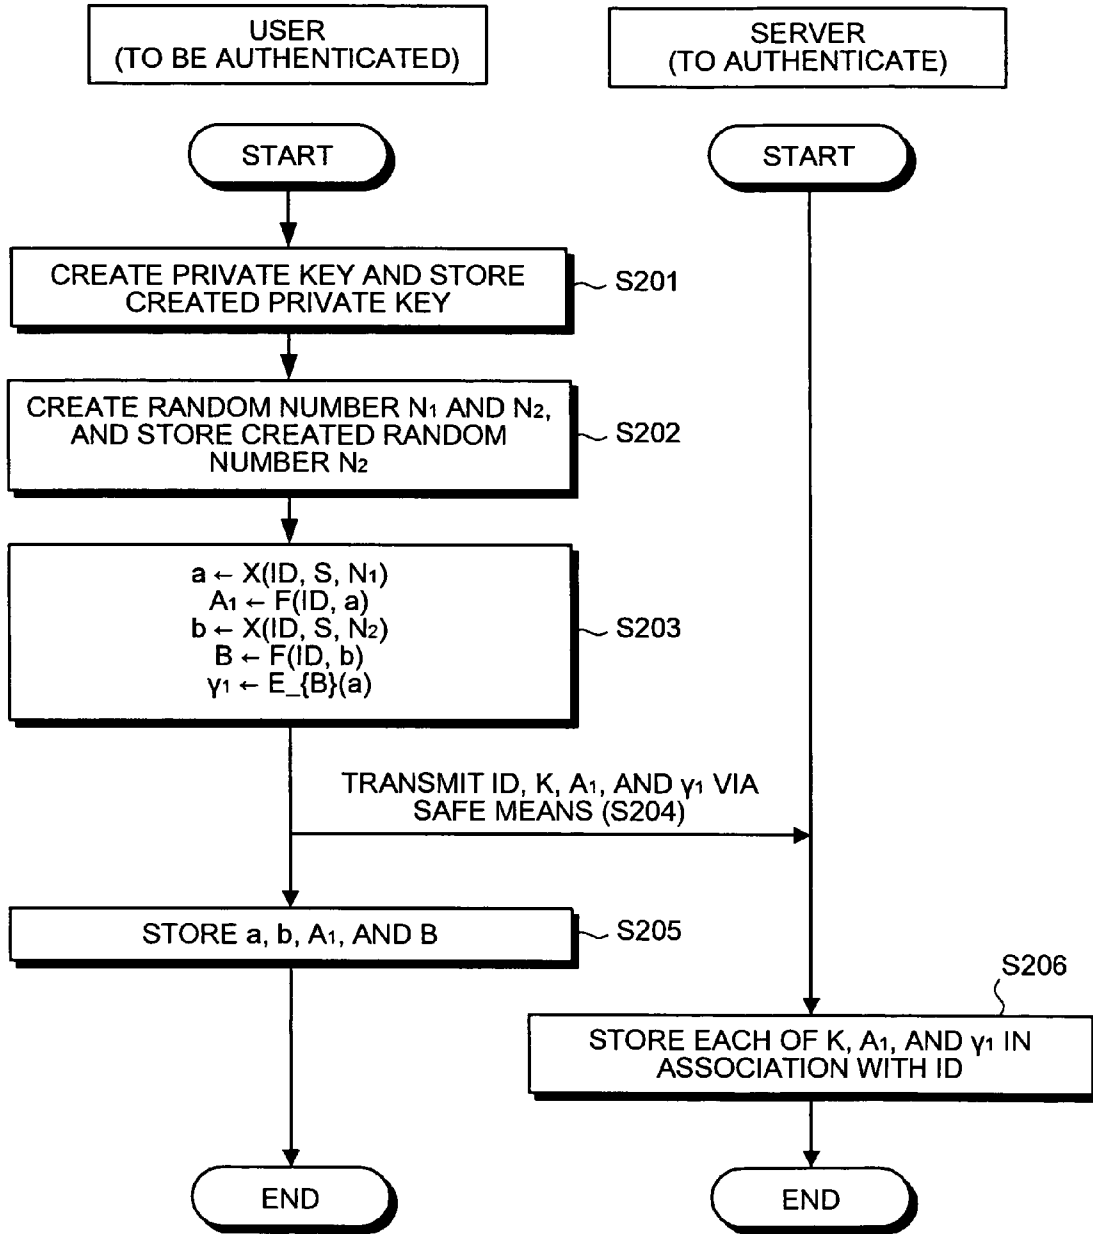 USER
(TO BE AUTHENTICATED)
SERVER
(TO AUTHENTICATE)
START
START
CREATE PRIVATE KEY AND STORE
CREATED PRIVATE KEY
S201
CREATE RANDOM NUMBER N₁ AND N₂,
AND STORE CREATED RANDOM
NUMBER N₂
S202
a ← X(ID, S, N₁)
A₁ ← F(ID, a)
b ← X(ID, S, N₂)
B ← F(ID, b)
γ₁ ← E_{B}(a)
S203
TRANSMIT ID, K, A₁, AND γ₁ VIA
SAFE MEANS (S204)
STORE a, b, A₁, AND B
S205
S206
STORE EACH OF K, A₁, AND γ₁ IN
ASSOCIATION WITH ID
END
END